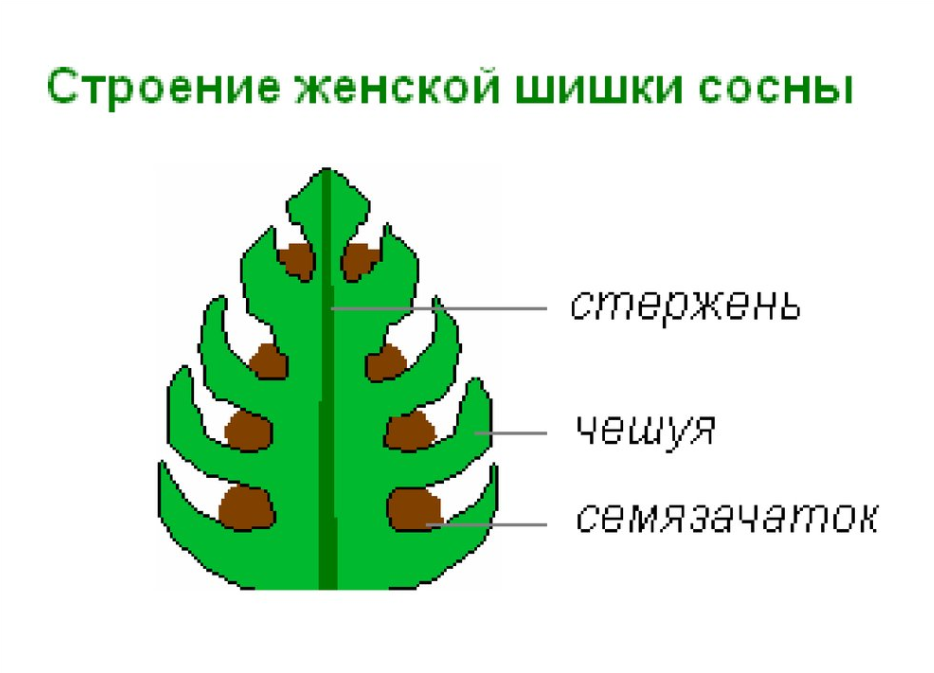 Строение женской шишки сосны
стержень
чешуя
семязачаток